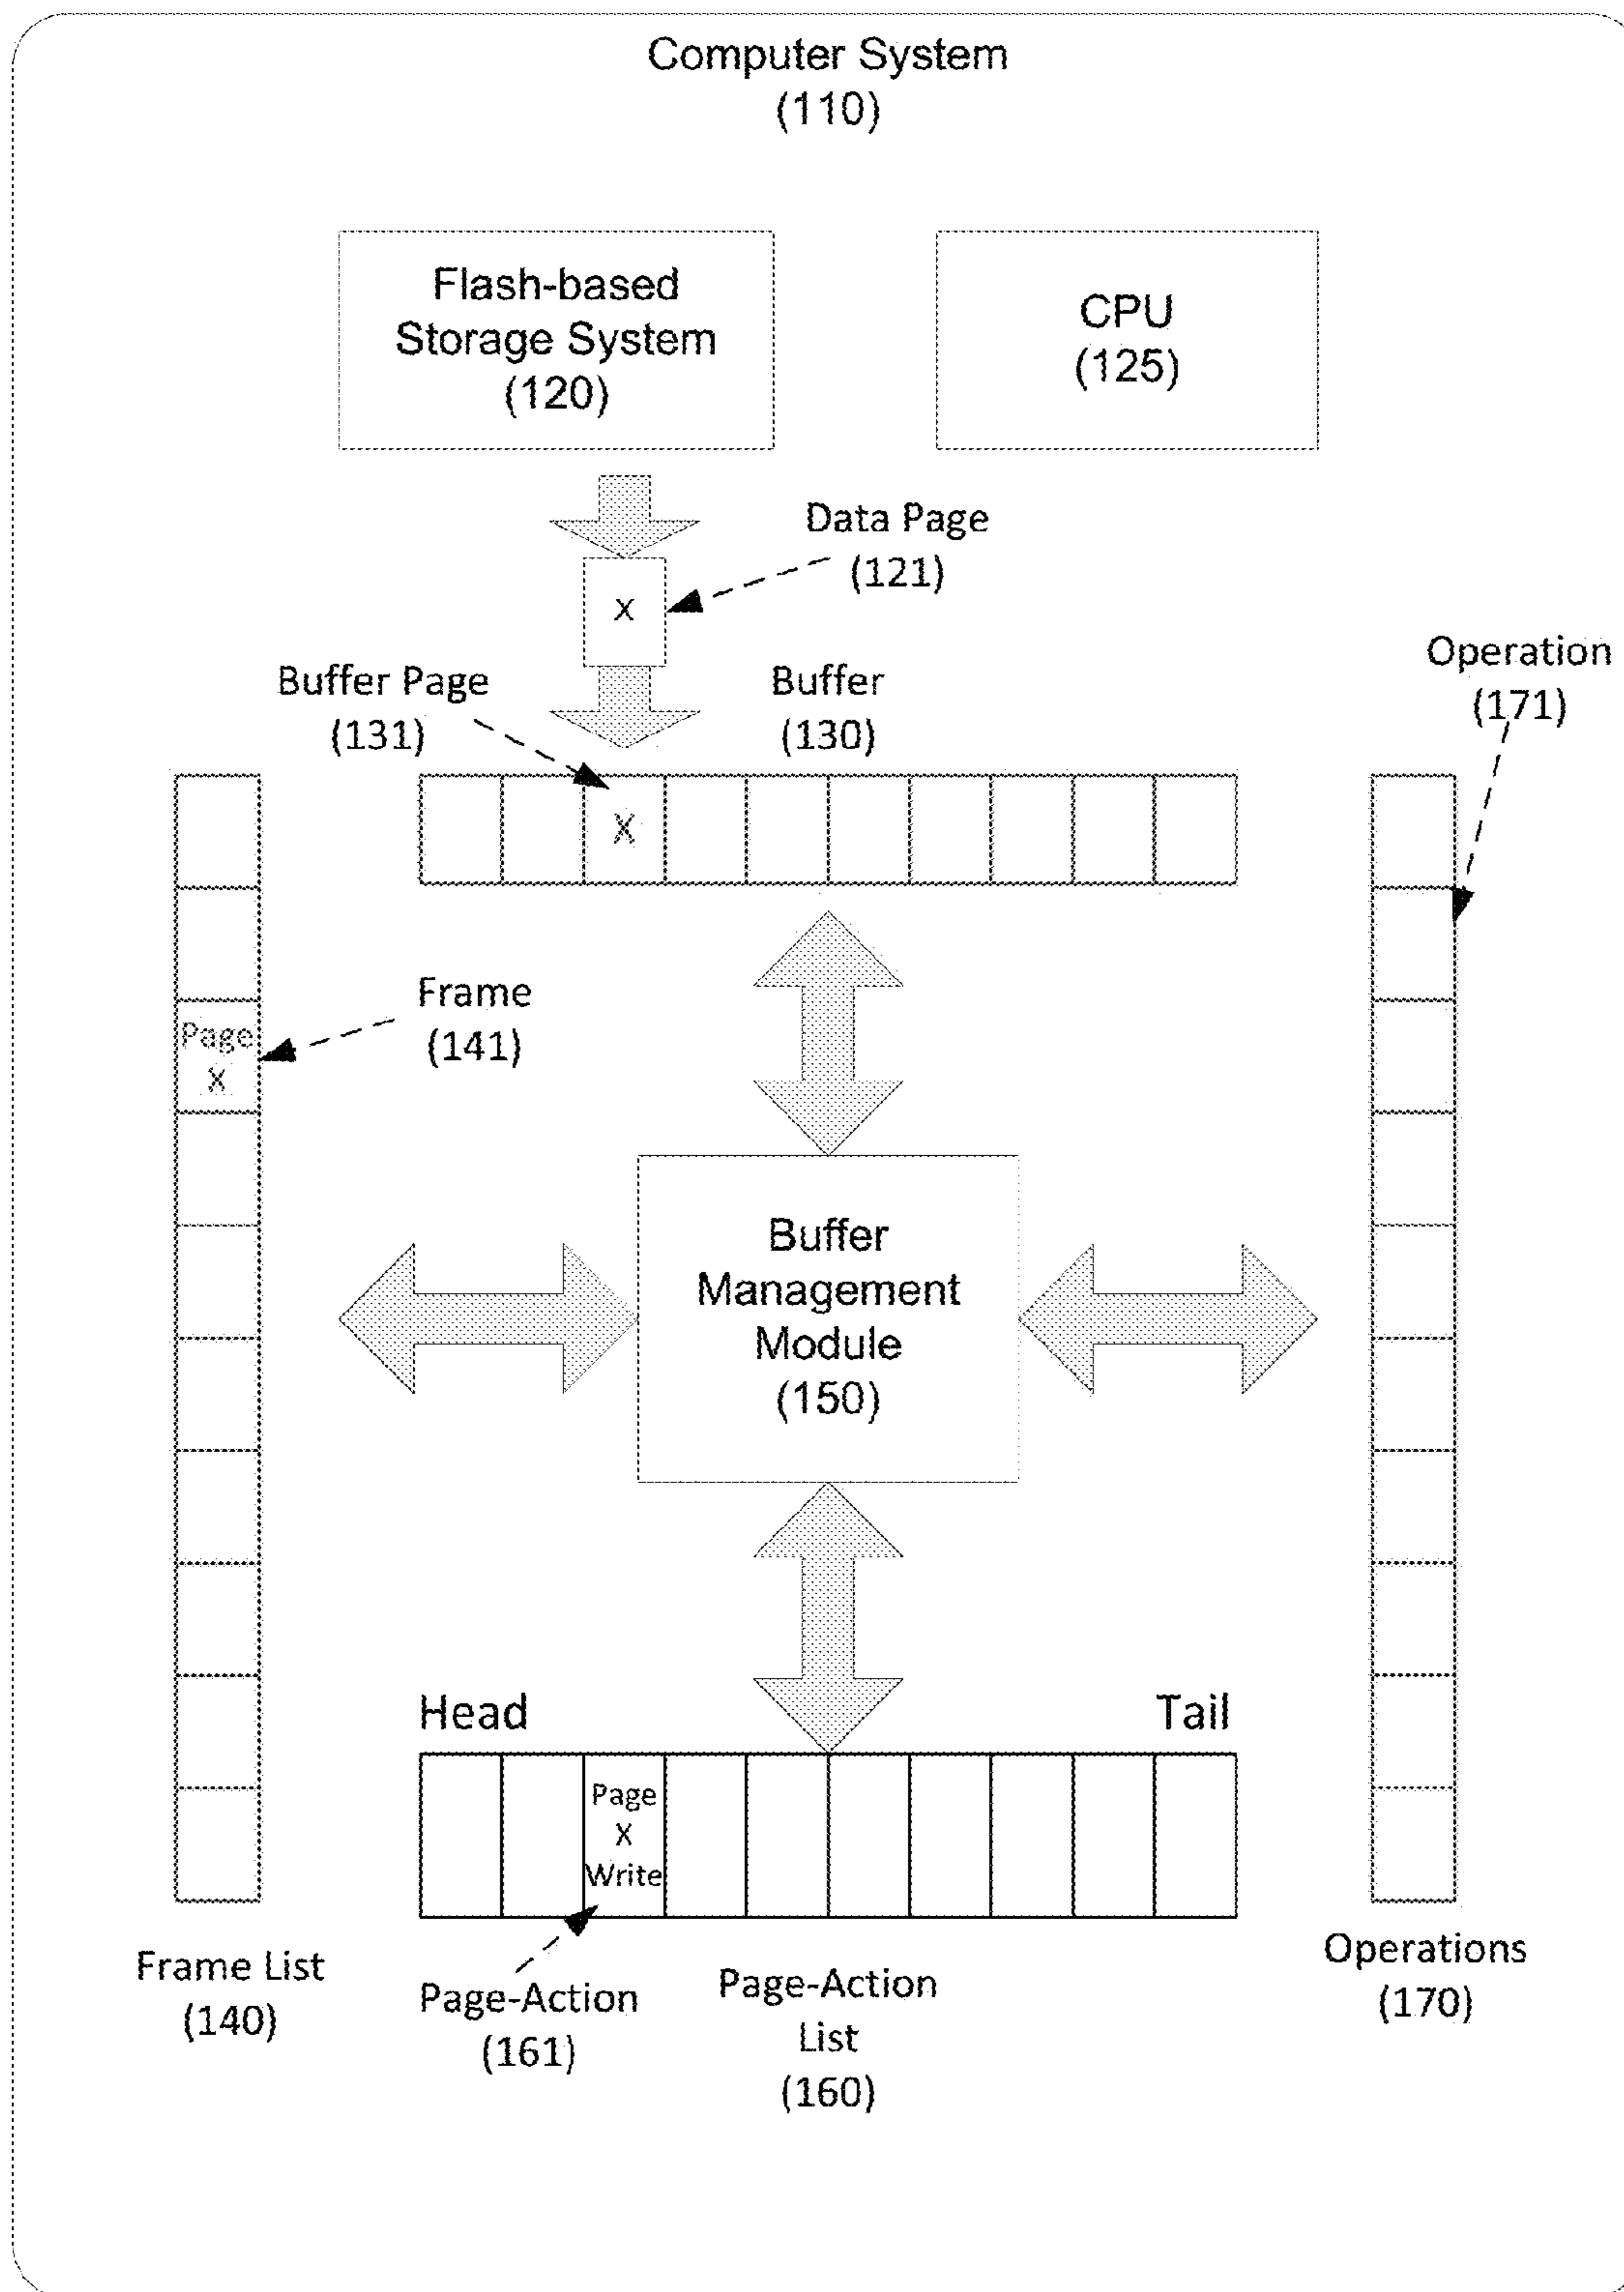 Computer System
(110)
Flash-based
Storage System
(120)
CPU
(125)
Data Page
(121)
X
Buffer Page
(131)
Buffer
(130)
Operation
(171)
X
Frame
(141)
Page
X
Buffer
Management
Module
(150)
Head
Tail
Page
X
Write
Frame List
(140)
Page-Action
(161)
Page-Action
List
(160)
Operations
(170)